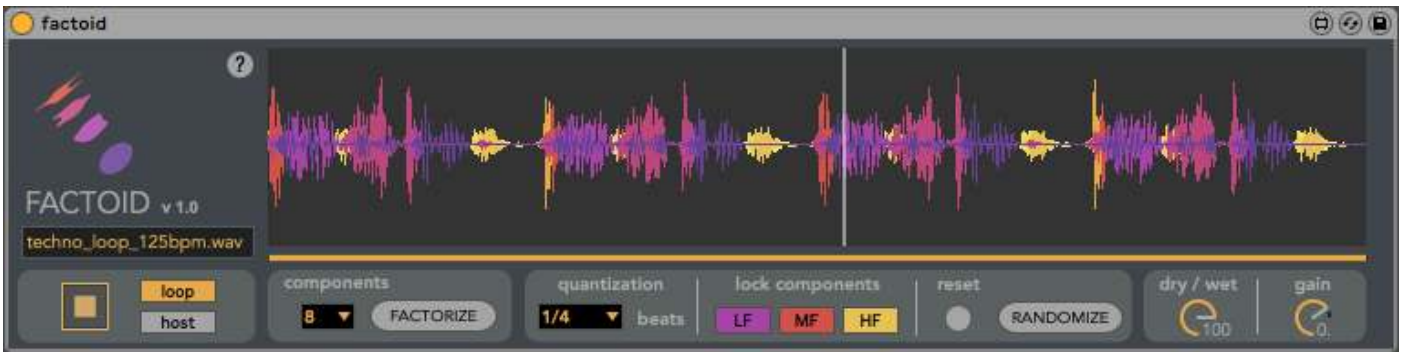 factoid
?
FACTOID v 1.0
techno_loop_125bpm.wav
loop
host
components
8
FACTORIZE
quantization
1/4 beats
lock components
LF MF HF
reset
RANDOMIZE
dry / wet
100
gain
0.